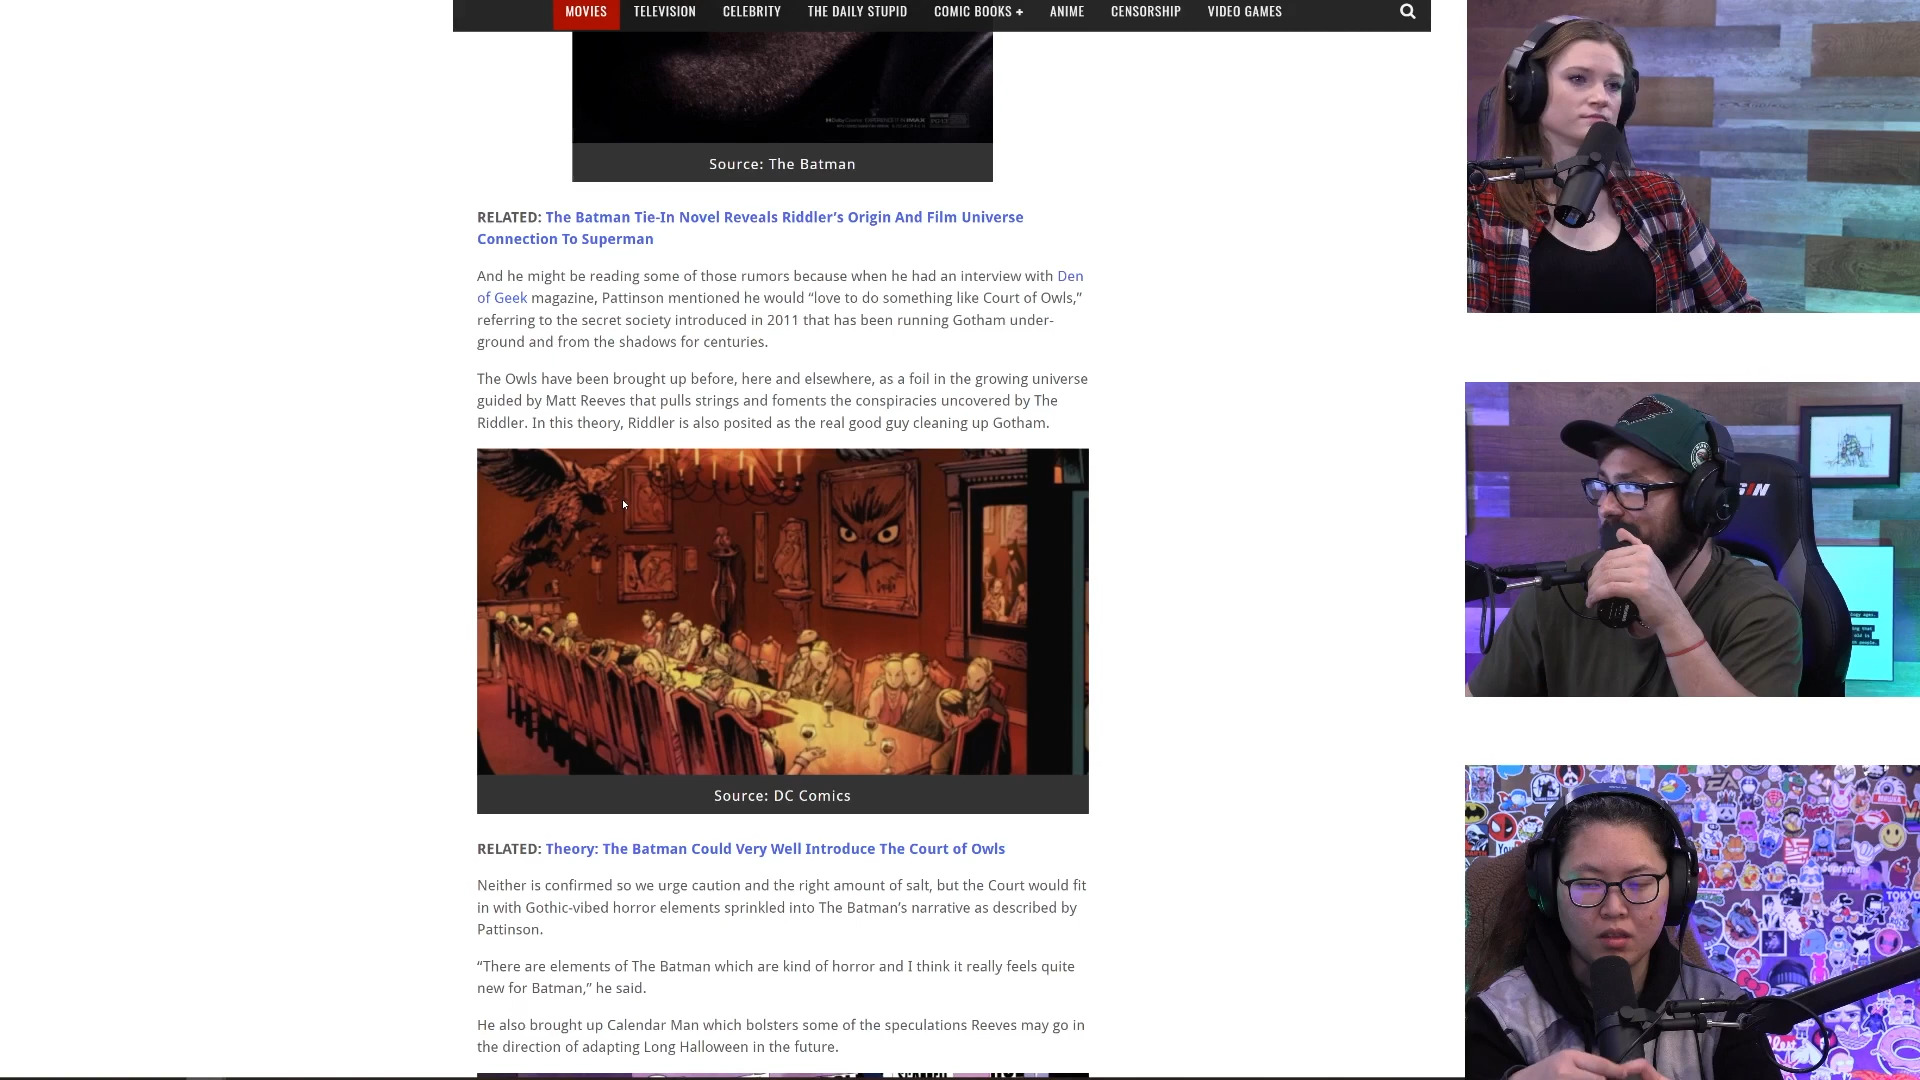 MOVIES TELEVISION CELEBRITY THE DAILY STUPID COMIC BOOKS + ANIME CENSORSHIP VIDEO GAMES
Source: The Batman
RELATED: The Batman Tie-In Novel Reveals Riddler’s Origin And Film Universe
Connection To Superman
And he might be reading some of those rumors because when he had an interview with Den
of Geek magazine, Pattinson mentioned he would “love to do something like Court of Owls,”
referring to the secret society introduced in 2011 that has been running Gotham under-
ground and from the shadows for centuries.
The Owls have been brought up before, here and elsewhere, as a foil in the growing universe
guided by Matt Reeves that pulls strings and foments the conspiracies uncovered by The
Riddler. In this theory, Riddler is also posited as the real good guy cleaning up Gotham.
Source: DC Comics
RELATED: Theory: The Batman Could Very Well Introduce The Court of Owls
Neither is confirmed so we urge caution and the right amount of salt, but the Court would fit
in with Gothic-vibed horror elements sprinkled into The Batman’s narrative as described by
Pattinson.
“There are elements of The Batman which are kind of horror and I think it really feels quite
new for Batman,” he said.
He also brought up Calendar Man which bolsters some of the speculations Reeves may go in
the direction of adapting Long Halloween in the future.